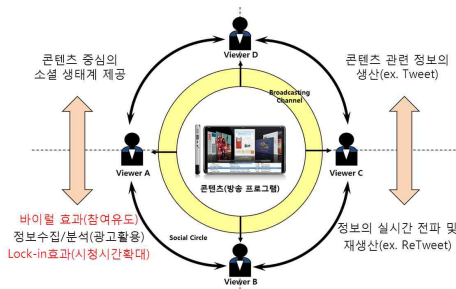 콘텐츠 중심의
소셜 생태계 제공
Viewer D
콘텐츠 관련 정보의
생산(ex. Tweet)
Broadcasting
Channel
Viewer A
콘텐츠(방송 프로그램)
Viewer C
바이럴 효과(참여유도)
정보수집/분석(광고활용)
Lock-in효과(시청시간확대)
Social Circle
Viewer B
정보의 실시간 전파 및
재생산(ex. ReTweet)